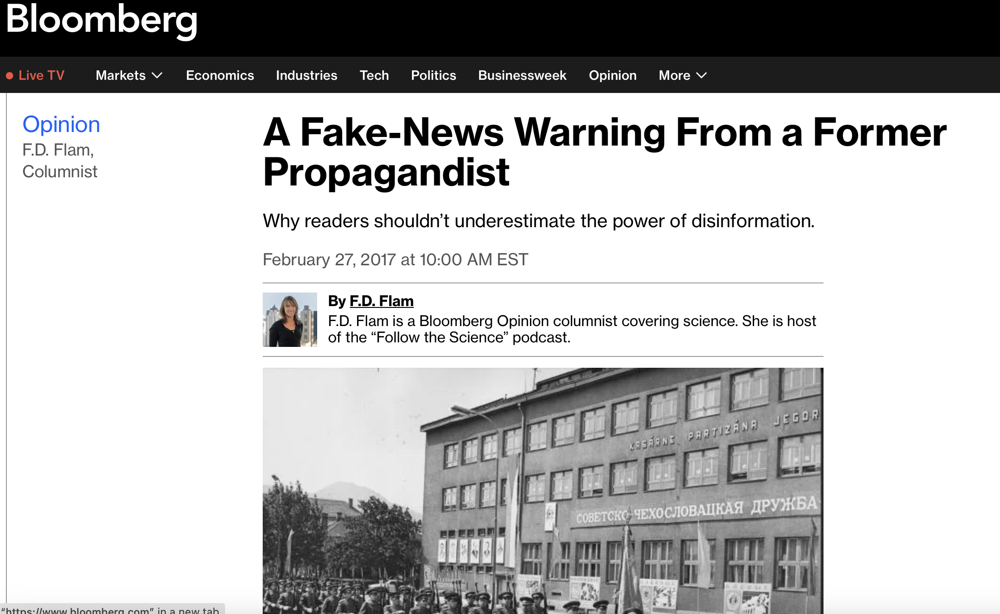 Bloomberg
Live TV
Markets
Economics
Industries
Tech
Politics
Businessweek
Opinion
More
Opinion
F.D. Flam,
Columnist
A Fake-News Warning From a Former
Propagandist
Why readers shouldn’t underestimate the power of disinformation.
February 27, 2017 at 10:00 AM EST
By F.D. Flam
F.D. Flam is a Bloomberg Opinion columnist covering science. She is host
of the “Follow the Science” podcast.
KASÁRNE PARTIZÁNA JEGOR
СОВЕТСКО-ЧЕХОСЛОВАЦКАЯ ДРУЖБА
“https://www.bloomberg.com” in a new tab